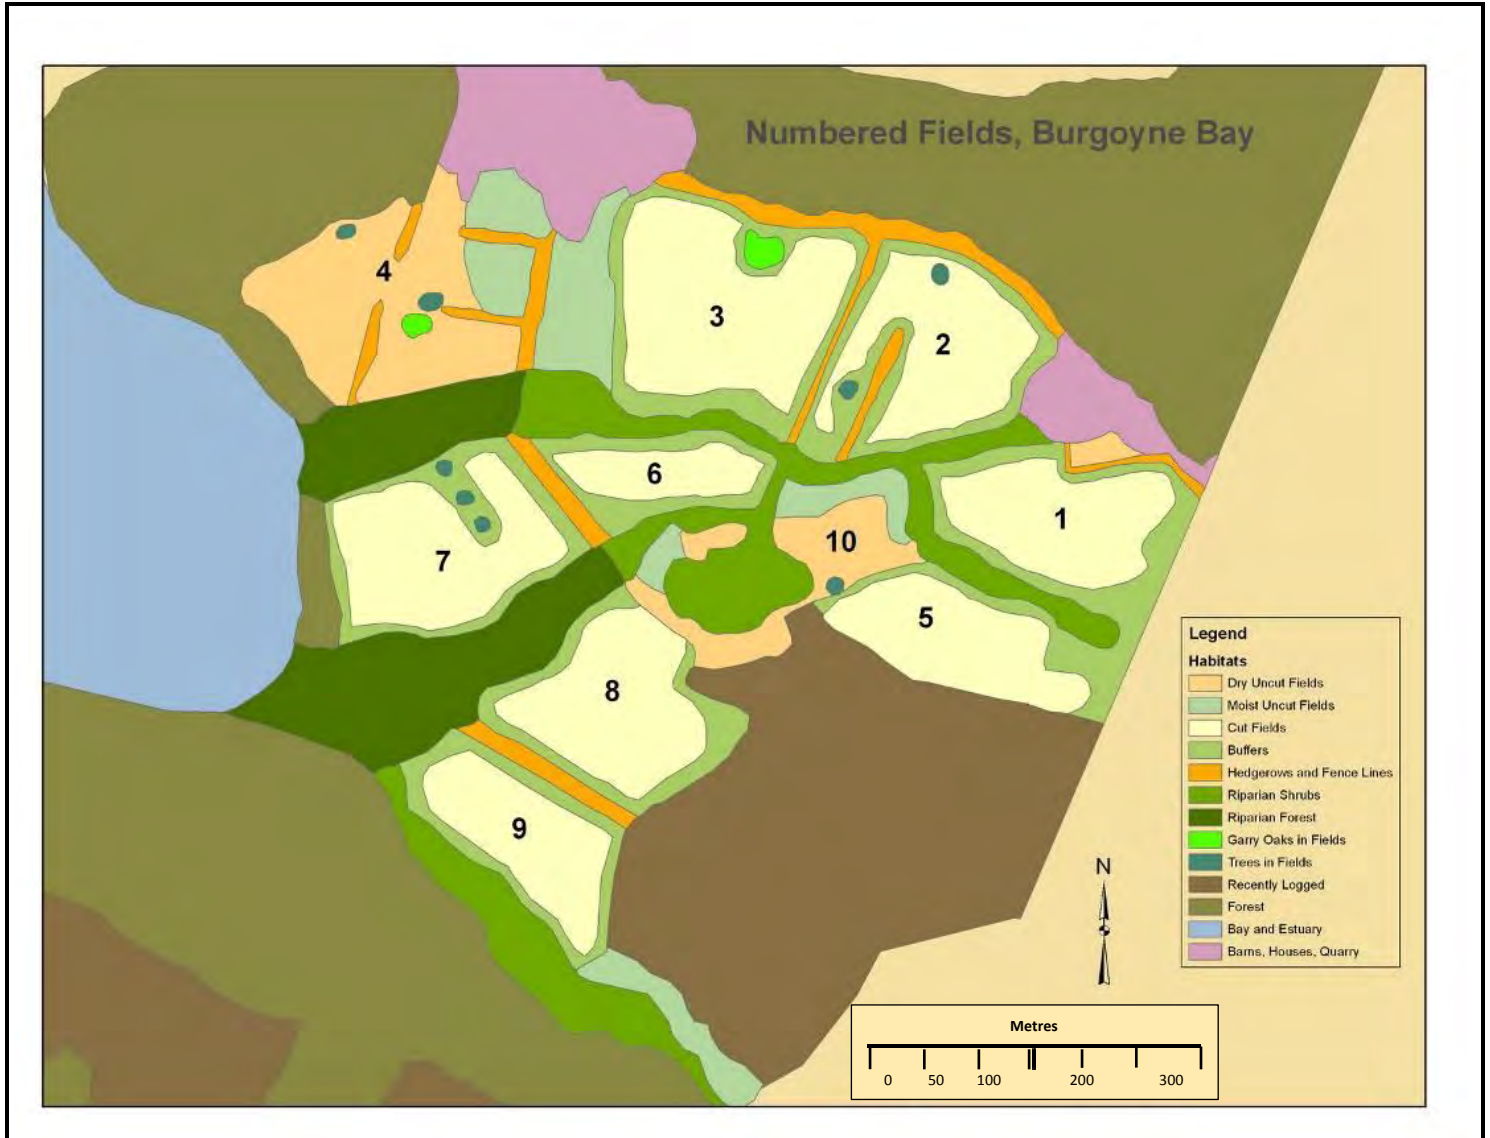 Numbered Fields, Burgoyne Bay
4
3
2
6
1
10
7
5
8
9
Legend
Habitats
Dry Uncut Fields
Moist Uncut Fields
Cut Fields
Buffers
Hedgerows and Fence Lines
Riparian Shrubs
Riparian Forest
Garry Oaks in Fields
Trees in Fields
Recently Logged
Forest
Bay and Estuary
Barns, Houses, Quarry
N
Metres
0 50 100 200 300